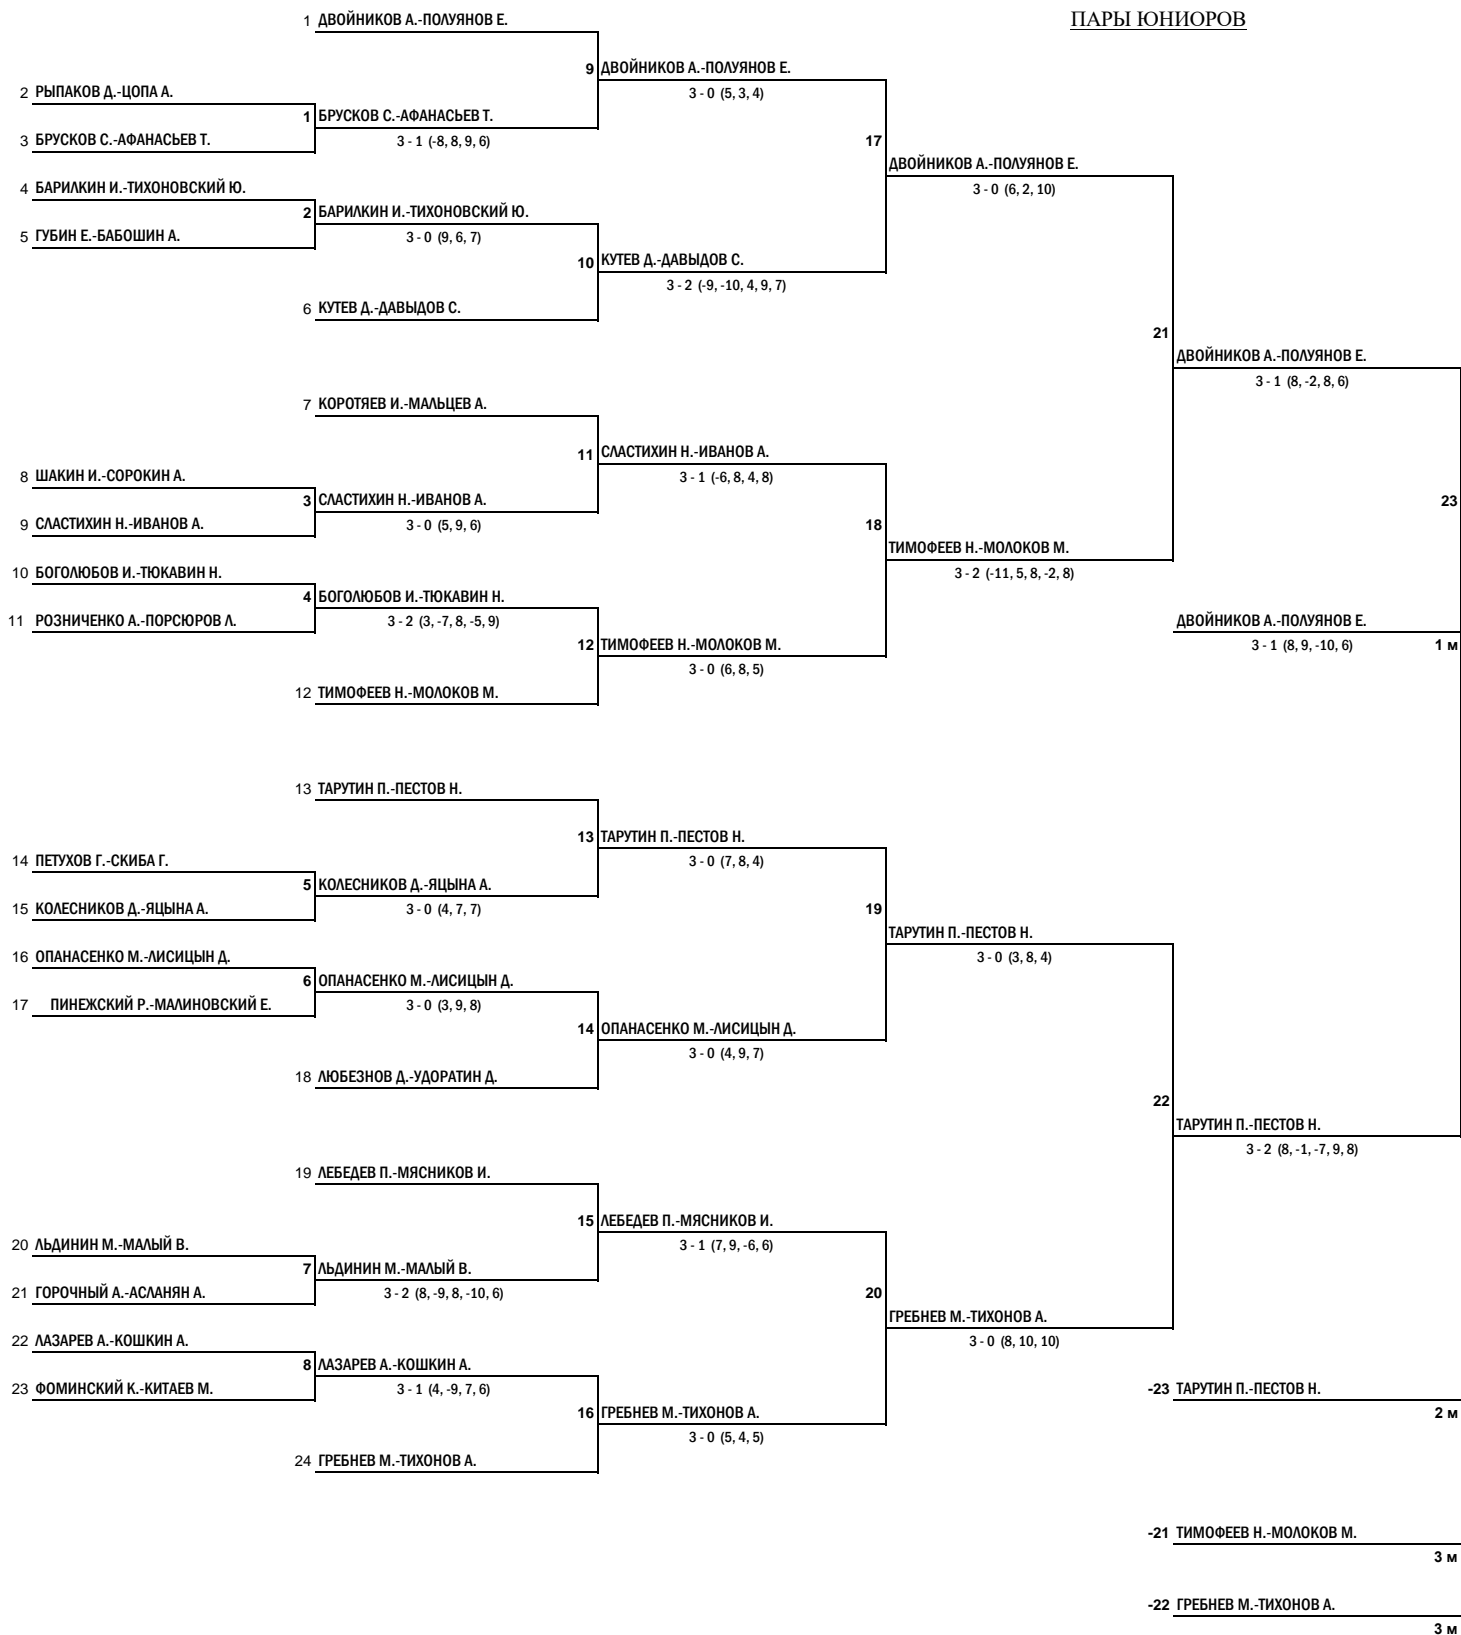 1 ДВОЙНИКОВ А.-ПОЛУЯНОВ Е.
ПАРЫ ЮНИОРОВ
9 ДВОЙНИКОВ А.-ПОЛУЯНОВ Е.
2 РЫПАКОВ Д.-ЦОПА А.
3 - 0 (5, 3, 4)
1 БРУСКОВ С.-АФАНАСЬЕВ Т.
3 БРУСКОВ С.-АФАНАСЬЕВ Т.
3 - 1 (-8, 8, 9, 6)
17
ДВОЙНИКОВ А.-ПОЛУЯНОВ Е.
4 БАРИЛКИН И.-ТИХОНОВСКИЙ Ю.
3 - 0 (6, 2, 10)
2 БАРИЛКИН И.-ТИХОНОВСКИЙ Ю.
5 ГУБИН Е.-БАБОШИН А.
3 - 0 (9, 6, 7)
10 КУТЕВ Д.-ДАВЫДОВ С.
3 - 2 (-9, -10, 4, 9, 7)
6 КУТЕВ Д.-ДАВЫДОВ С.
21
ДВОЙНИКОВ А.-ПОЛУЯНОВ Е.
3 - 1 (8, -2, 8, 6)
7 КОРОТЯЕВ И.-МАЛЬЦЕВ А.
11 СЛАСТИХИН Н.-ИВАНОВ А.
8 ШАКИН И.-СОРОКИН А.
3 - 1 (-6, 8, 4, 8)
3 СЛАСТИХИН Н.-ИВАНОВ А.
23
9 СЛАСТИХИН Н.-ИВАНОВ А.
3 - 0 (5, 9, 6)
18
ТИМОФЕЕВ Н.-МОЛОКОВ М.
10 БОГОЛЮБОВ И.-ТЮКАВИН Н.
3 - 2 (-11, 5, 8, -2, 8)
4 БОГОЛЮБОВ И.-ТЮКАВИН Н.
11 РОЗНИЧЕНКО А.-ПОРСЮРОВ Л.
3 - 2 (3, -7, 8, -5, 9)
ДВОЙНИКОВ А.-ПОЛУЯНОВ Е.
12 ТИМОФЕЕВ Н.-МОЛОКОВ М.
3 - 1 (8, 9, -10, 6) 1 м
3 - 0 (6, 8, 5)
12 ТИМОФЕЕВ Н.-МОЛОКОВ М.
13 ТАРУТИН П.-ПЕСТОВ Н.
13 ТАРУТИН П.-ПЕСТОВ Н.
14 ПЕТУХОВ Г.-СКИБА Г.
3 - 0 (7, 8, 4)
5 КОЛЕСНИКОВ Д.-ЯЦЫНА А.
15 КОЛЕСНИКОВ Д.-ЯЦЫНА А.
3 - 0 (4, 7, 7)
19
ТАРУТИН П.-ПЕСТОВ Н.
16 ОПАНАСЕНКО М.-ЛИСИЦЫН Д.
3 - 0 (3, 8, 4)
6 ОПАНАСЕНКО М.-ЛИСИЦЫН Д.
17 ПИНЕЖСКИЙ Р.-МАЛИНОВСКИЙ Е.
3 - 0 (3, 9, 8)
14 ОПАНАСЕНКО М.-ЛИСИЦЫН Д.
3 - 0 (4, 9, 7)
18 ЛЮБЕЗНОВ Д.-УДОРАТИН Д.
22
ТАРУТИН П.-ПЕСТОВ Н.
3 - 2 (8, -1, -7, 9, 8)
19 ЛЕБЕДЕВ П.-МЯСНИКОВ И.
15 ЛЕБЕДЕВ П.-МЯСНИКОВ И.
20 ЛЬДИНИН М.-МАЛЫЙ В.
3 - 1 (7, 9, -6, 6)
7 ЛЬДИНИН М.-МАЛЫЙ В.
21 ГОРОЧНЫЙ А.-АСЛАНЯН А.
3 - 2 (8, -9, 8, -10, 6)
20
ГРЕБНЕВ М.-ТИХОНОВ А.
22 ЛАЗАРЕВ А.-КОШКИН А.
3 - 0 (8, 10, 10)
8 ЛАЗАРЕВ А.-КОШКИН А.
23 ФОМИНСКИЙ К.-КИТАЕВ М.
3 - 1 (4, -9, 7, 6)
-23 ТАРУТИН П.-ПЕСТОВ Н.
16 ГРЕБНЕВ М.-ТИХОНОВ А.
2 м
3 - 0 (5, 4, 5)
24 ГРЕБНЕВ М.-ТИХОНОВ А.
-21 ТИМОФЕЕВ Н.-МОЛОКОВ М.
3 м
-22 ГРЕБНЕВ М.-ТИХОНОВ А.
3 м